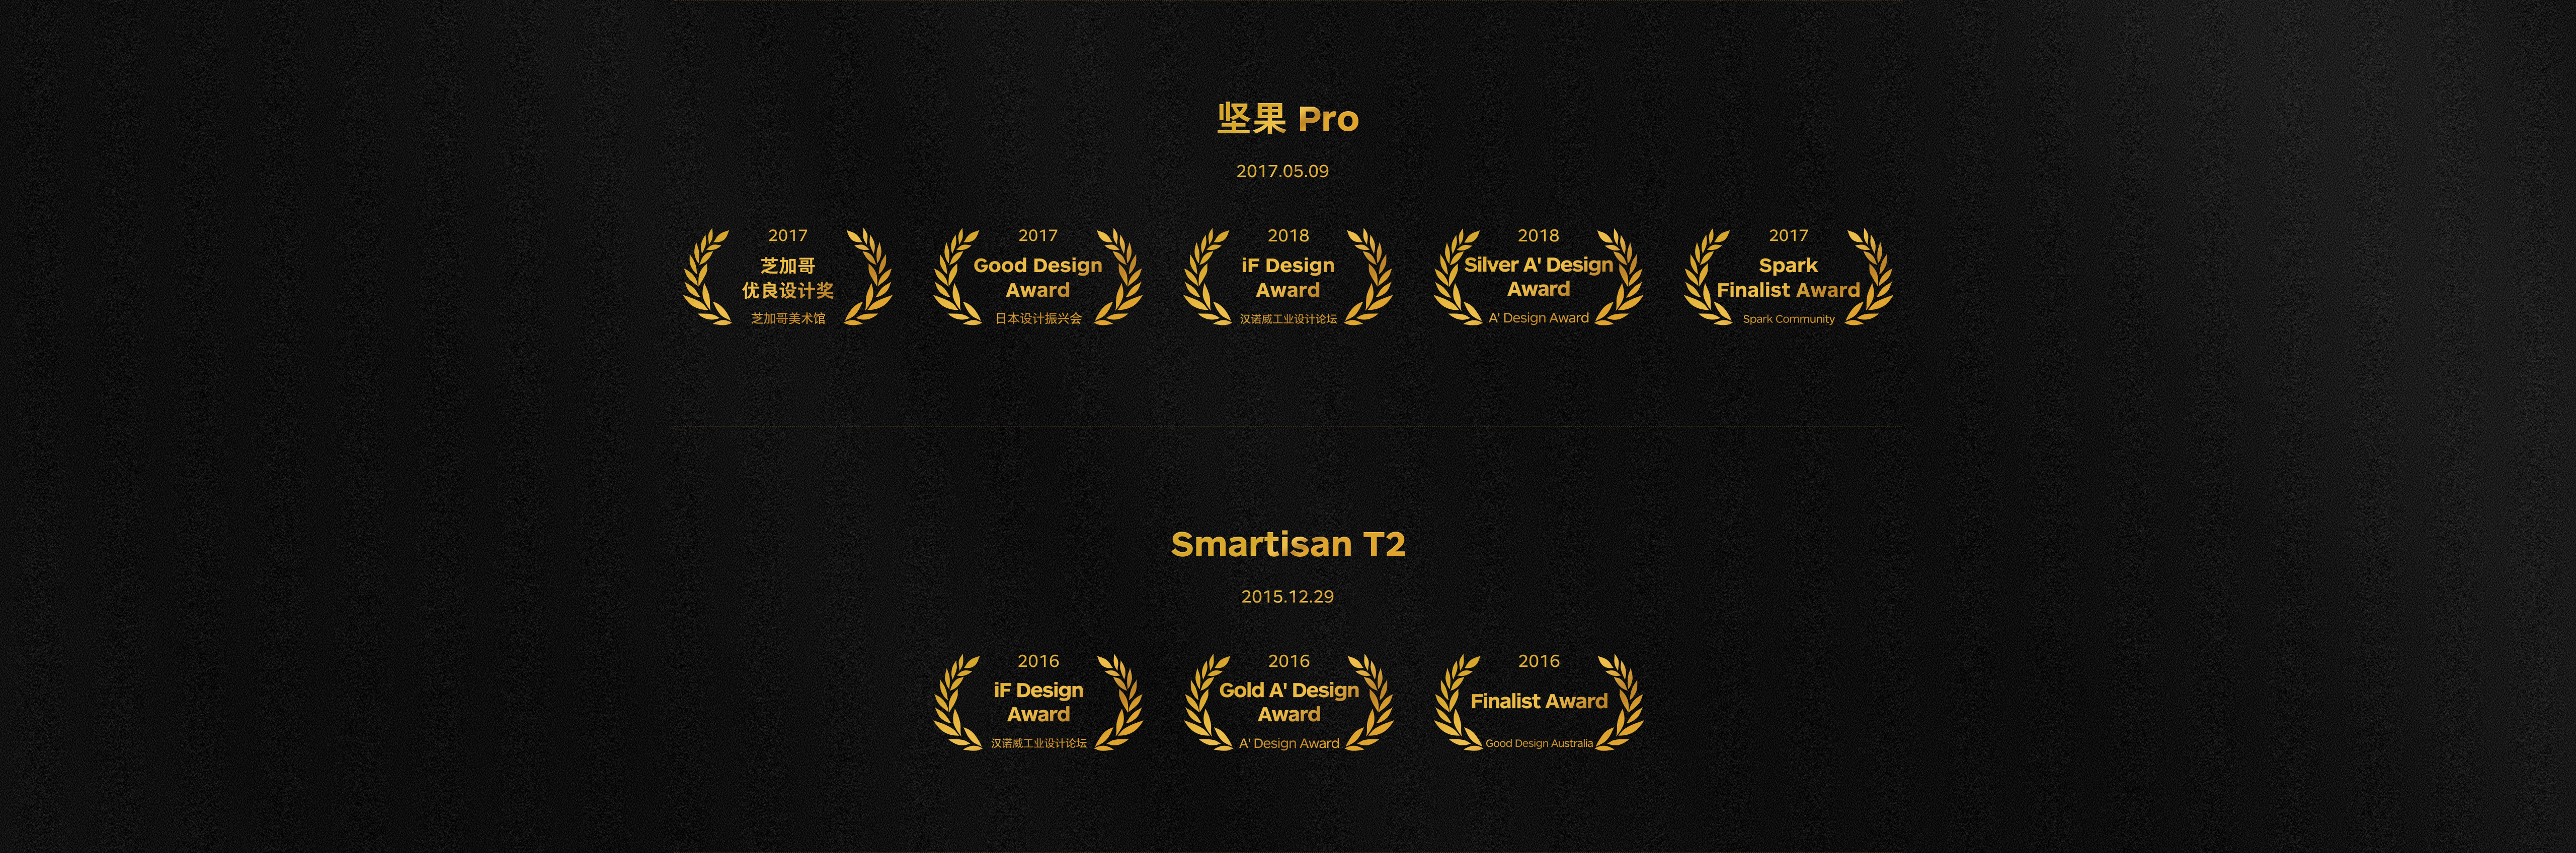 坚果 Pro
2017.05.09
2017
芝加哥
优良设计奖
芝加哥美术馆
2017
Good Design
Award
日本设计振兴会
2018
iF Design
Award
汉诺威工业设计论坛
2018
Silver A' Design
Award
A' Design Award
2017
Spark
Finalist Award
Spark Community
Smartisan T2
2015.12.29
2016
iF Design
Award
汉诺威工业设计论坛
2016
Gold A' Design
Award
A' Design Award
2016
Finalist Award
Good Design Australia